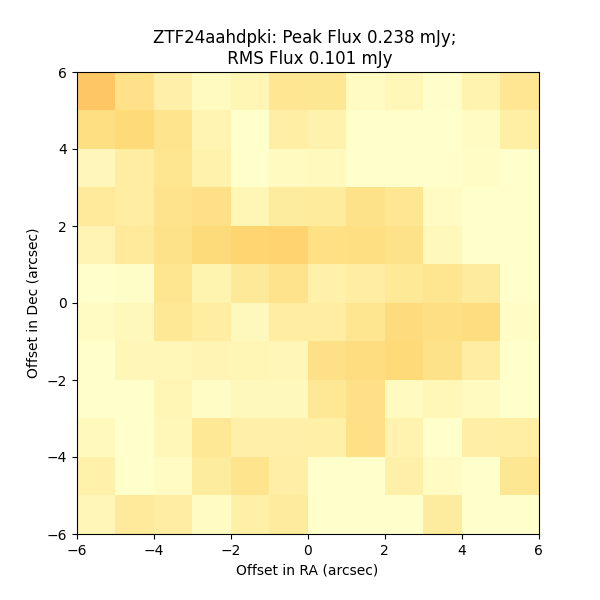 ZTF24aahdpki: Peak Flux 0.238 mJy;
RMS Flux 0.101 mJy
6
4
2
0
−2
−4
−6
Offset in Dec (arcsec)
−6 −4 −2 0 2 4 6
Offset in RA (arcsec)